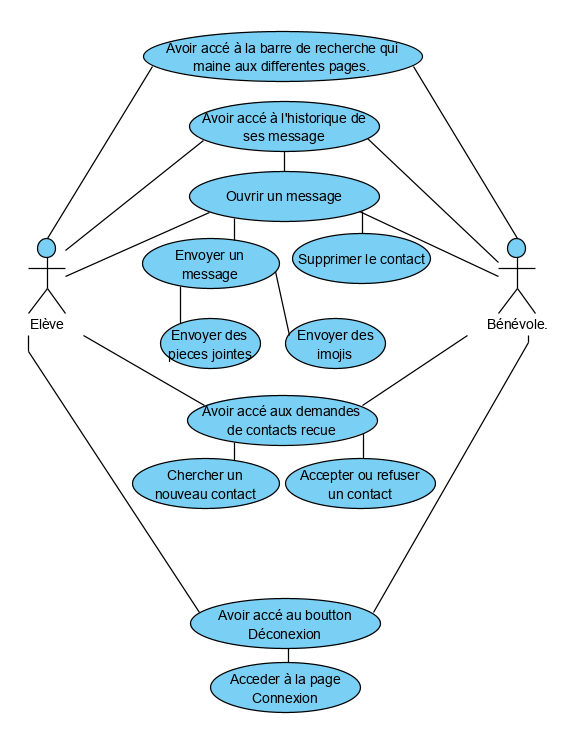 Avoir accé à la barre de recherche qui
maine aux differentes pages.
Avoir accé à l'historique de
ses message
Ouvrir un message
Envoyer un
message
Supprimer le contact
Elève
Bénévole.
Envoyer des
pieces jointes
Envoyer des
imojis
Avoir accé aux demandes
de contacts recue
Chercher un
nouveau contact
Accepter ou refuser
un contact
Avoir accé au boutton
Déconexion
Acceder à la page
Connexion